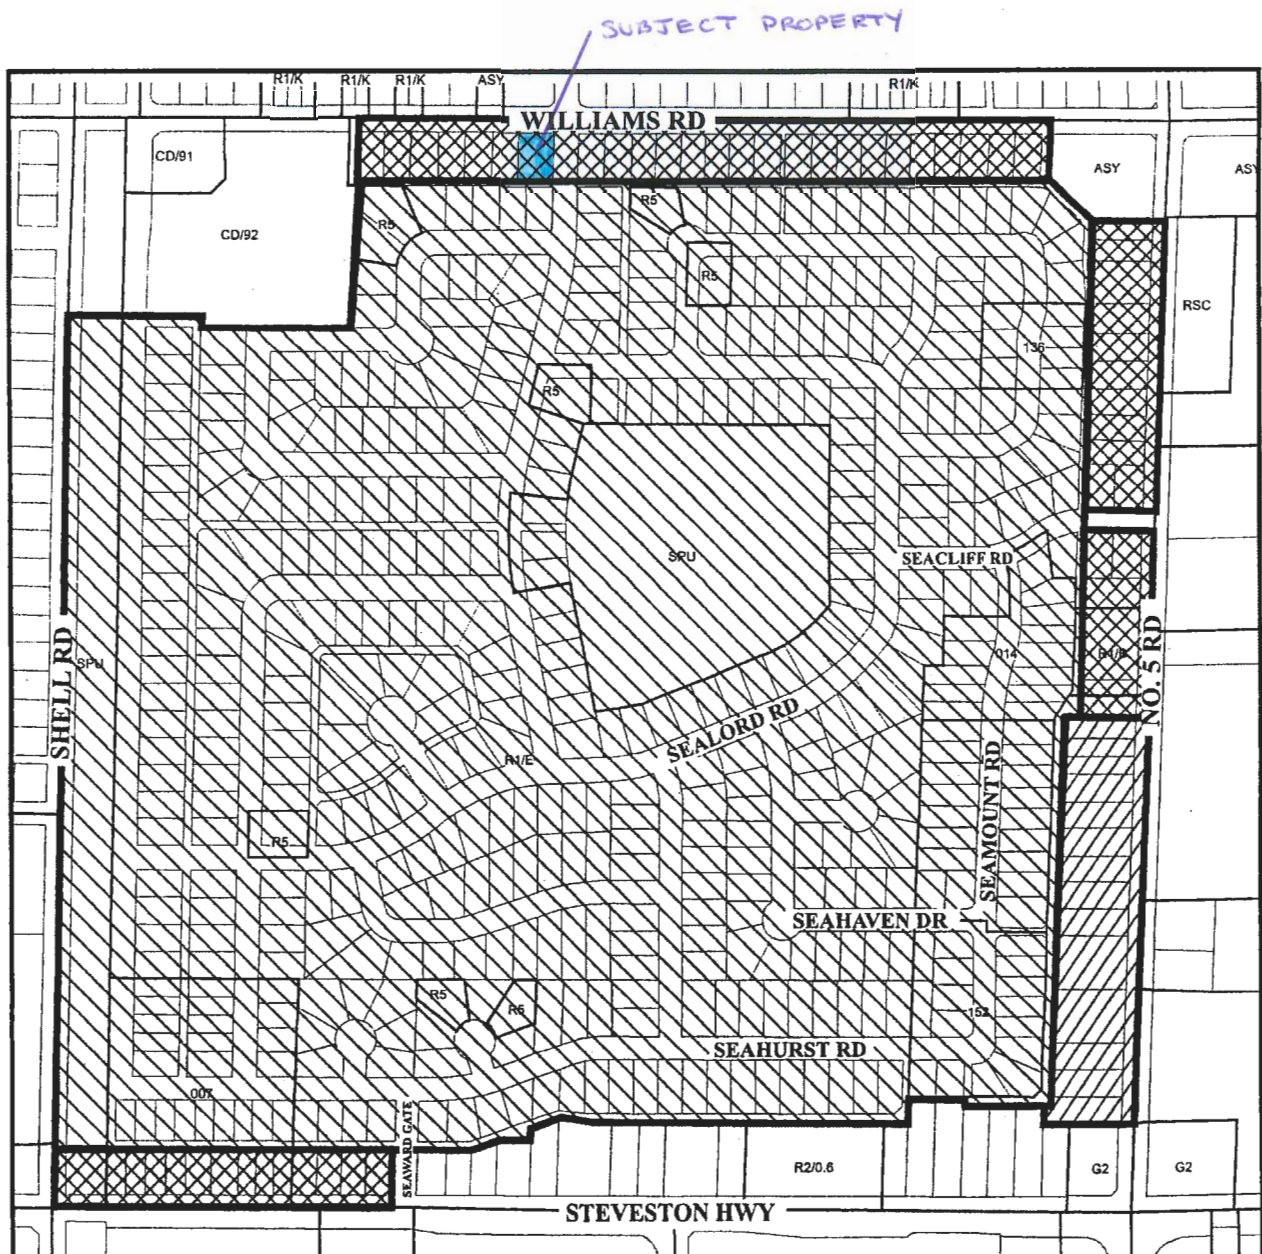 SUBJECT PROPERTY
R1/K
R1/K
R1/K
ASY
R1/K
WILLIAMS RD
CD/91
ASY
ASY
CD/92
R5
R5
R5
RSC
136
R5
SPU
SEACLIFF RD
SHELL RD
SPU
014
NO. 5 RD
SEALORD RD
R1/E
SEAMOUNT RD
R5
SEAHAVEN DR
R5
R5
152
SEAHURST RD
007
SEAWARD GATE
R2/0.6
G2
G2
STEVESTON HWY